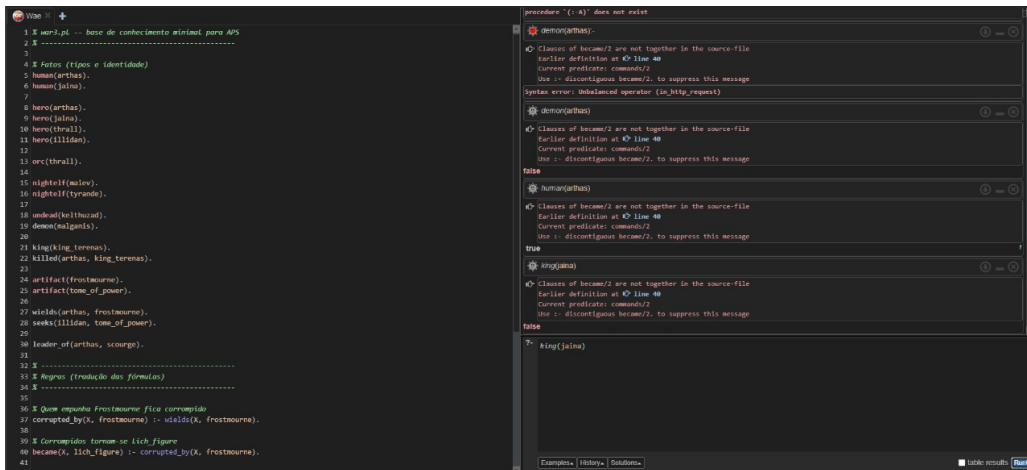 Wae
1 % war3.pl -- base de conhecimento minimal para APS
2 % ------------------------------------------------
3
4 % Fatos (tipos e identidade)
5 human(arthas).
6 human(jaina).
7
8 hero(arthas).
9 hero(jaina).
10 hero(thrall).
11 hero(illidan).
12
13 orc(thrall).
14
15 nightelf(malev).
16 nightelf(tyrande).
17
18 undead(kelthuzad).
19 demon(malganis).
20
21 king(king_terenas).
22 killed(arthas, king_terenas).
23
24 artifact(frostmourne).
25 artifact(tome_of_power).
26
27 wields(arthas, frostmourne).
28 seeks(illidan, tome_of_power).
29
30 leader_of(arthas, scourge).
31
32 % ------------------------------------------------
33 % Regras (tradução das fórmulas)
34 % ------------------------------------------------
35
36 % Quem empunha Frostmourne fica corrompido
37 corrupted_by(X, frostmourne) :- wields(X, frostmourne).
38
39 % Corrompidos tornam-se Lich_figure
40 became(X, lich_figure) :- corrupted_by(X, frostmourne).
41
procedure `(:-A)' does not exist
demon(arthas):-
Clauses of became/2 are not together in the source-file
Earlier definition at line 40
Current predicate: commands/2
Use :- discontiguous became/2. to suppress this message
Syntax error: Unbalanced operator (in_http_request)
demon(arthas)
Clauses of became/2 are not together in the source-file
Earlier definition at line 40
Current predicate: commands/2
Use :- discontiguous became/2. to suppress this message
false
human(arthas)
Clauses of became/2 are not together in the source-file
Earlier definition at line 40
Current predicate: commands/2
Use :- discontiguous became/2. to suppress this message
true
1
king(jaina)
Clauses of became/2 are not together in the source-file
Earlier definition at line 40
Current predicate: commands/2
Use :- discontiguous became/2. to suppress this message
false
?- king(jaina)
Examples History Solutions table results Run!